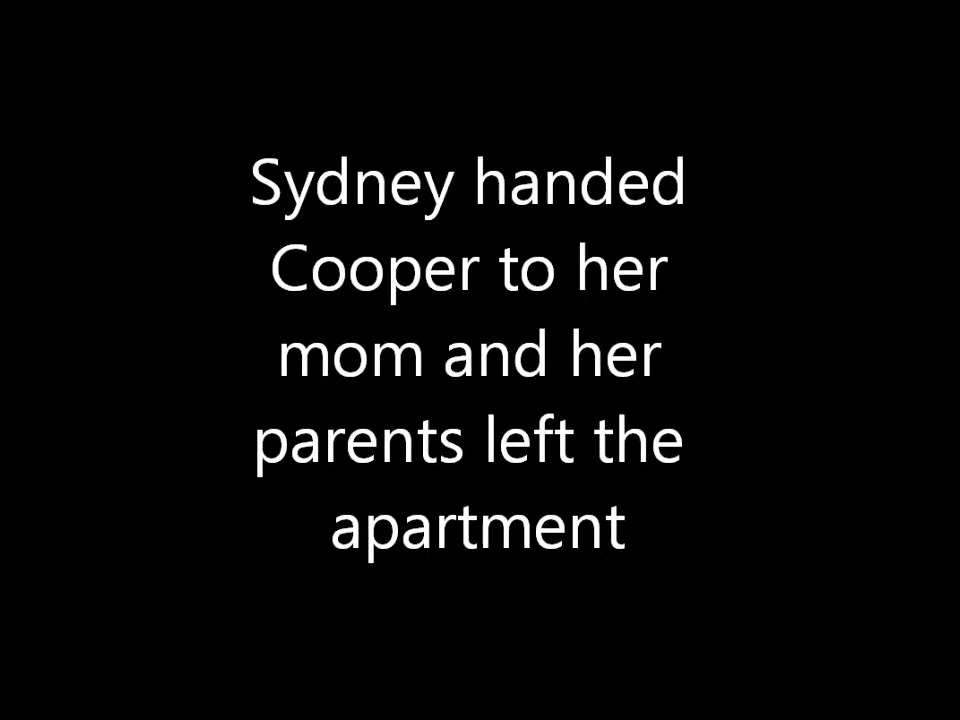 Sydney handed
Cooper to her
mom and her
parents left the
apartment